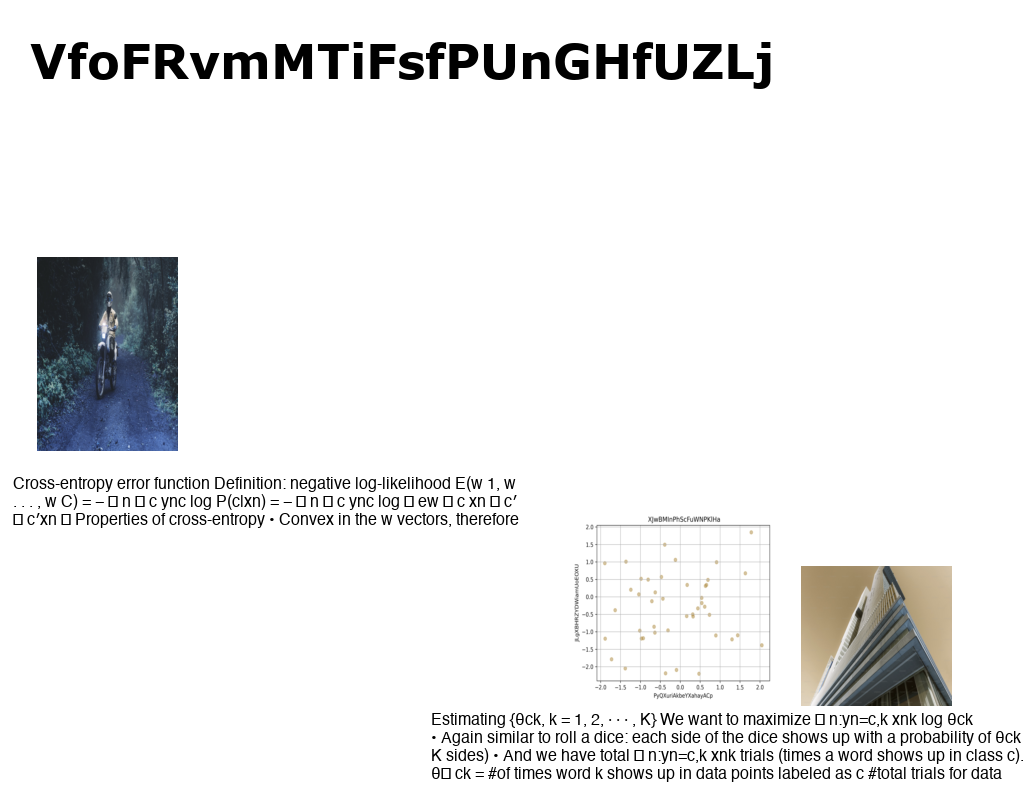 VfoFRvmMTiFsfPUnGHfUZLj
Cross-entropy error function Definition: negative log-likelihood E(w 1, w
. . . , w C) = – □ n □ c ync log P(c|xn) = – □ n □ c ync log □ ew □ c xn □ c′
□ c′xn □ Properties of cross-entropy • Convex in the w vectors, therefore
XJwBMInPhScFuWNPKlHa
2.0
1.5
1.0
0.5
0.0
−0.5
−1.0
−1.5
−2.0
−2.0 −1.5 −1.0 −0.5 0.0 0.5 1.0 1.5 2.0
PyQXuriAkbeYXahayACp
Estimating {θck, k = 1, 2, · · · , K} We want to maximize □ n:yn=c,k xnk log θck
• Again similar to roll a dice: each side of the dice shows up with a probability of θck
K sides) • And we have total □ n:yn=c,k xnk trials (times a word shows up in class c).
θ□ ck = #of times word k shows up in data points labeled as c #total trials for data